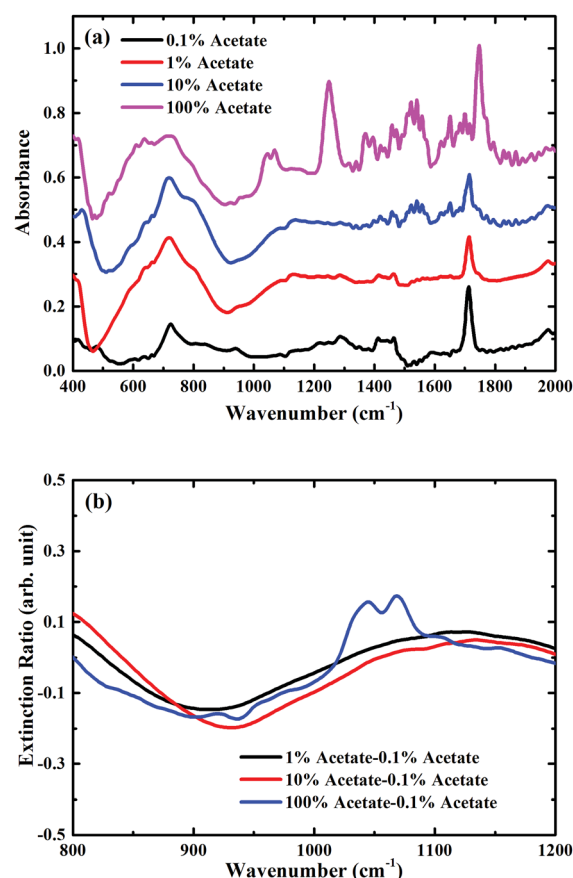 (a)
0.1% Acetate
1% Acetate
10% Acetate
100% Acetate
Absorbance
1.0
0.8
0.6
0.4
0.2
0.0
400 600 800 1000 1200 1400 1600 1800 2000
Wavenumber (cm-1)
(b)
Extinction Ratio (arb. unit)
0.5
0.3
0.1
-0.1
-0.3
-0.5
1% Acetate-0.1% Acetate
10% Acetate-0.1% Acetate
100% Acetate-0.1% Acetate
800 900 1000 1100 1200
Wavenumber (cm-1)